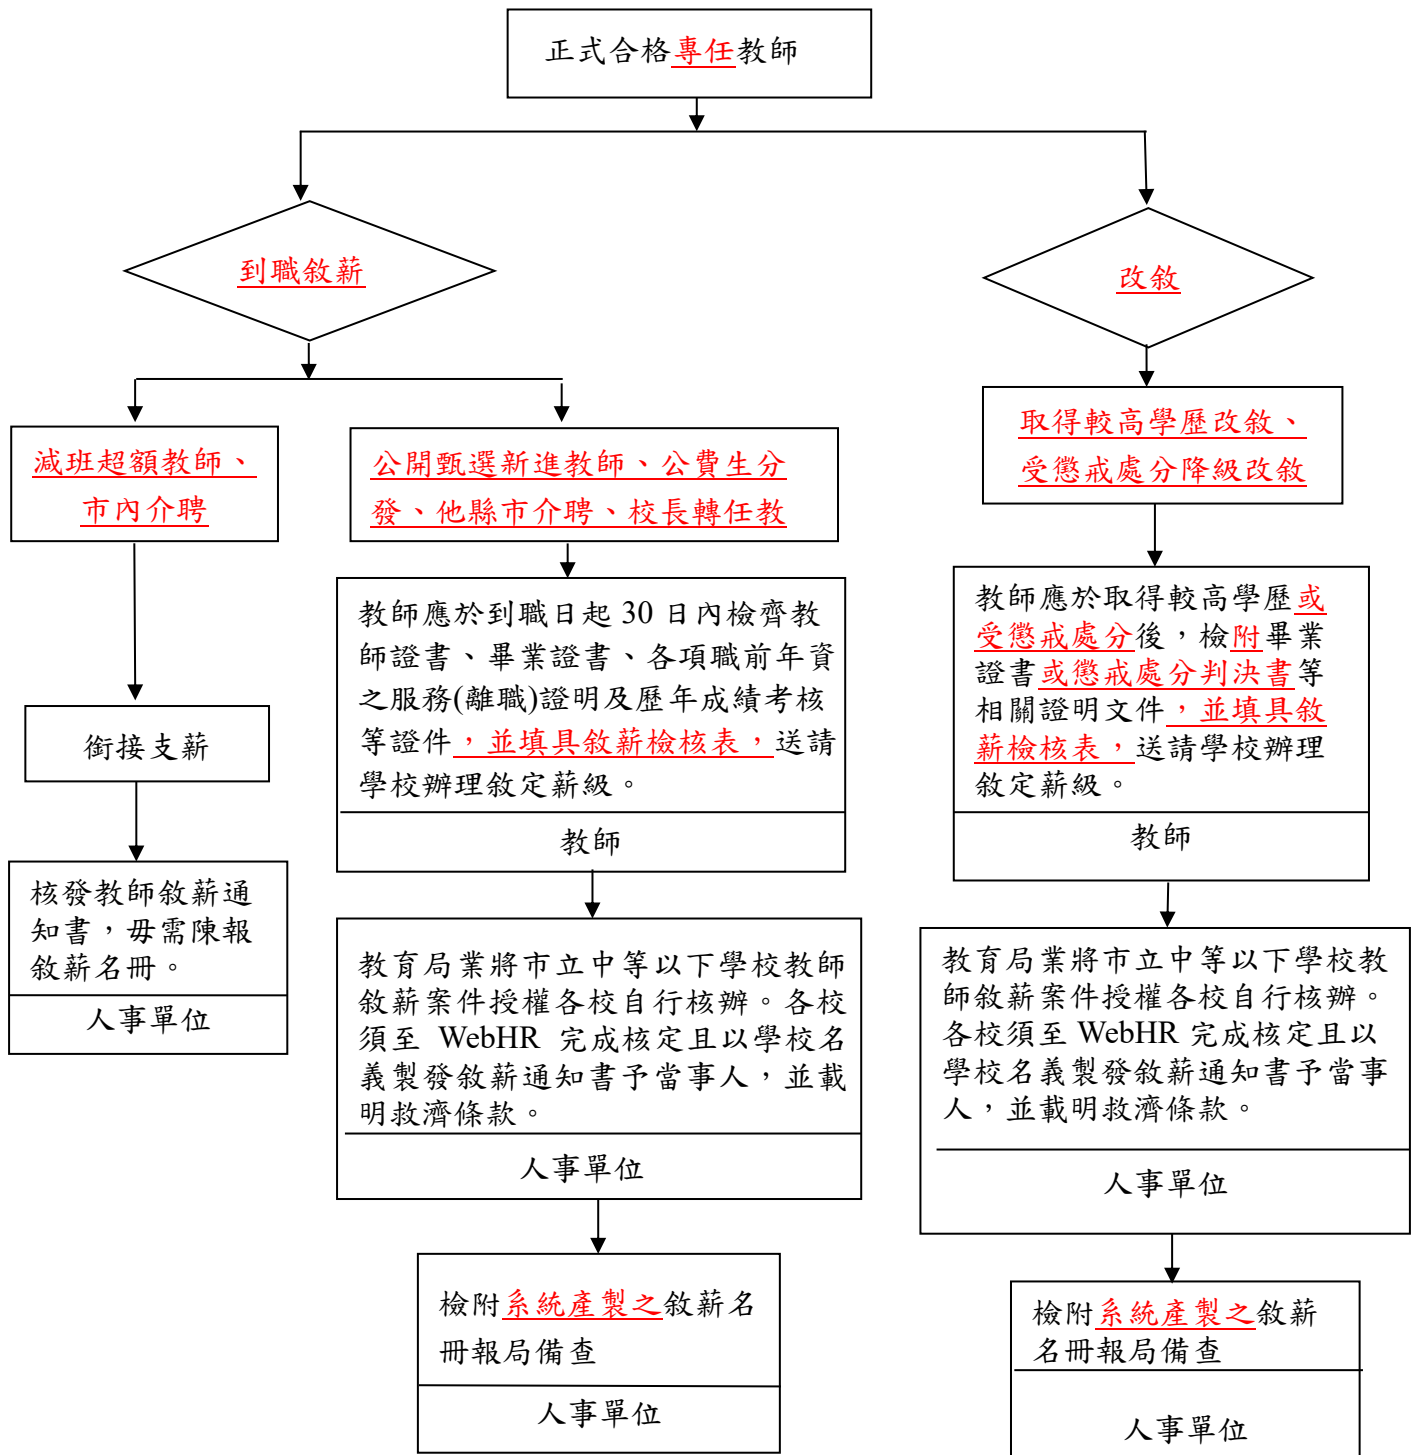 正式合格專任教師
到職敘薪
改敘
減班超額教師、
市內介聘
公開甄選新進教師、公費生分
發、他縣市介聘、校長轉任教
取得較高學歷改敘、
受懲戒處分降級改敘
銜接支薪
核發教師敘薪通
知書，毋需陳報
敘薪名冊。
人事單位
教師應於到職日起 30 日內檢齊教
師證書、畢業證書、各項職前年資
之服務(離職)證明及歷年成績考核
等證件，並填具敘薪檢核表，送請
學校辦理敘定薪級。
教師
教育局業將市立中等以下學校教師
敘薪案件授權各校自行核辦。各校
須至 WebHR 完成核定且以學校名
義製發敘薪通知書予當事人，並載
明救濟條款。
人事單位
檢附系統產製之敘薪名
冊報局備查
人事單位
教師應於取得較高學歷或
受懲戒處分後，檢附畢業
證書或懲戒處分判決書等
相關證明文件，並填具敘
薪檢核表，送請學校辦理
敘定薪級。
教師
教育局業將市立中等以下學校教
師敘薪案件授權各校自行核辦。
各校須至 WebHR 完成核定且以
學校名義製發敘薪通知書予當事
人，並載明救濟條款。
人事單位
檢附系統產製之敘薪
名冊報局備查
人事單位